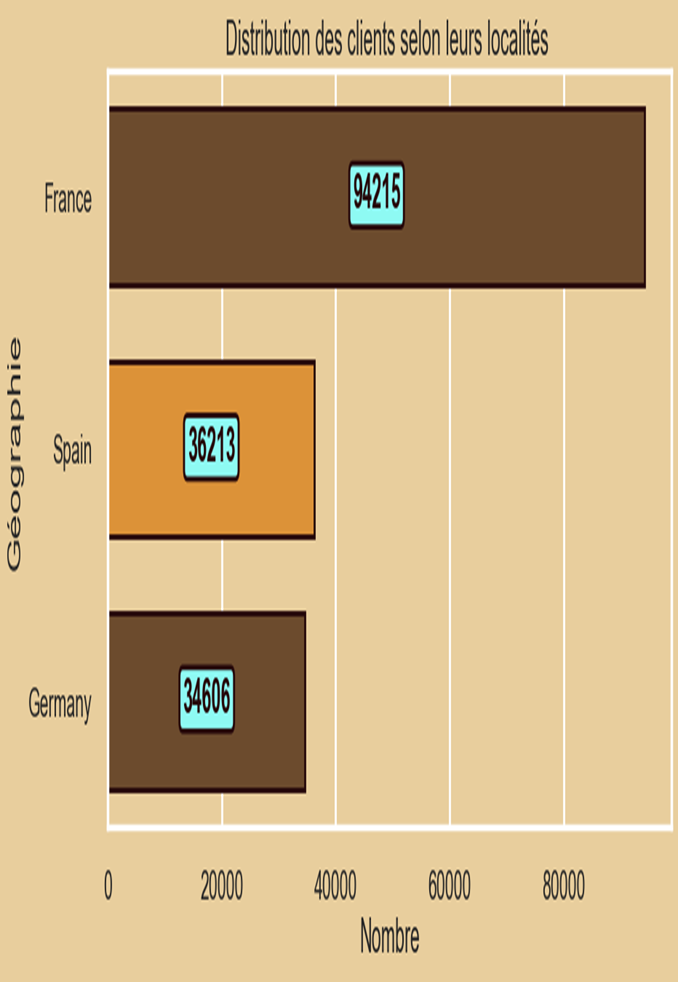 Distribution des clients selon leurs localités
Géographie
France
94215
Spain
36213
Germany
34606
0 20000 40000 60000 80000
Nombre